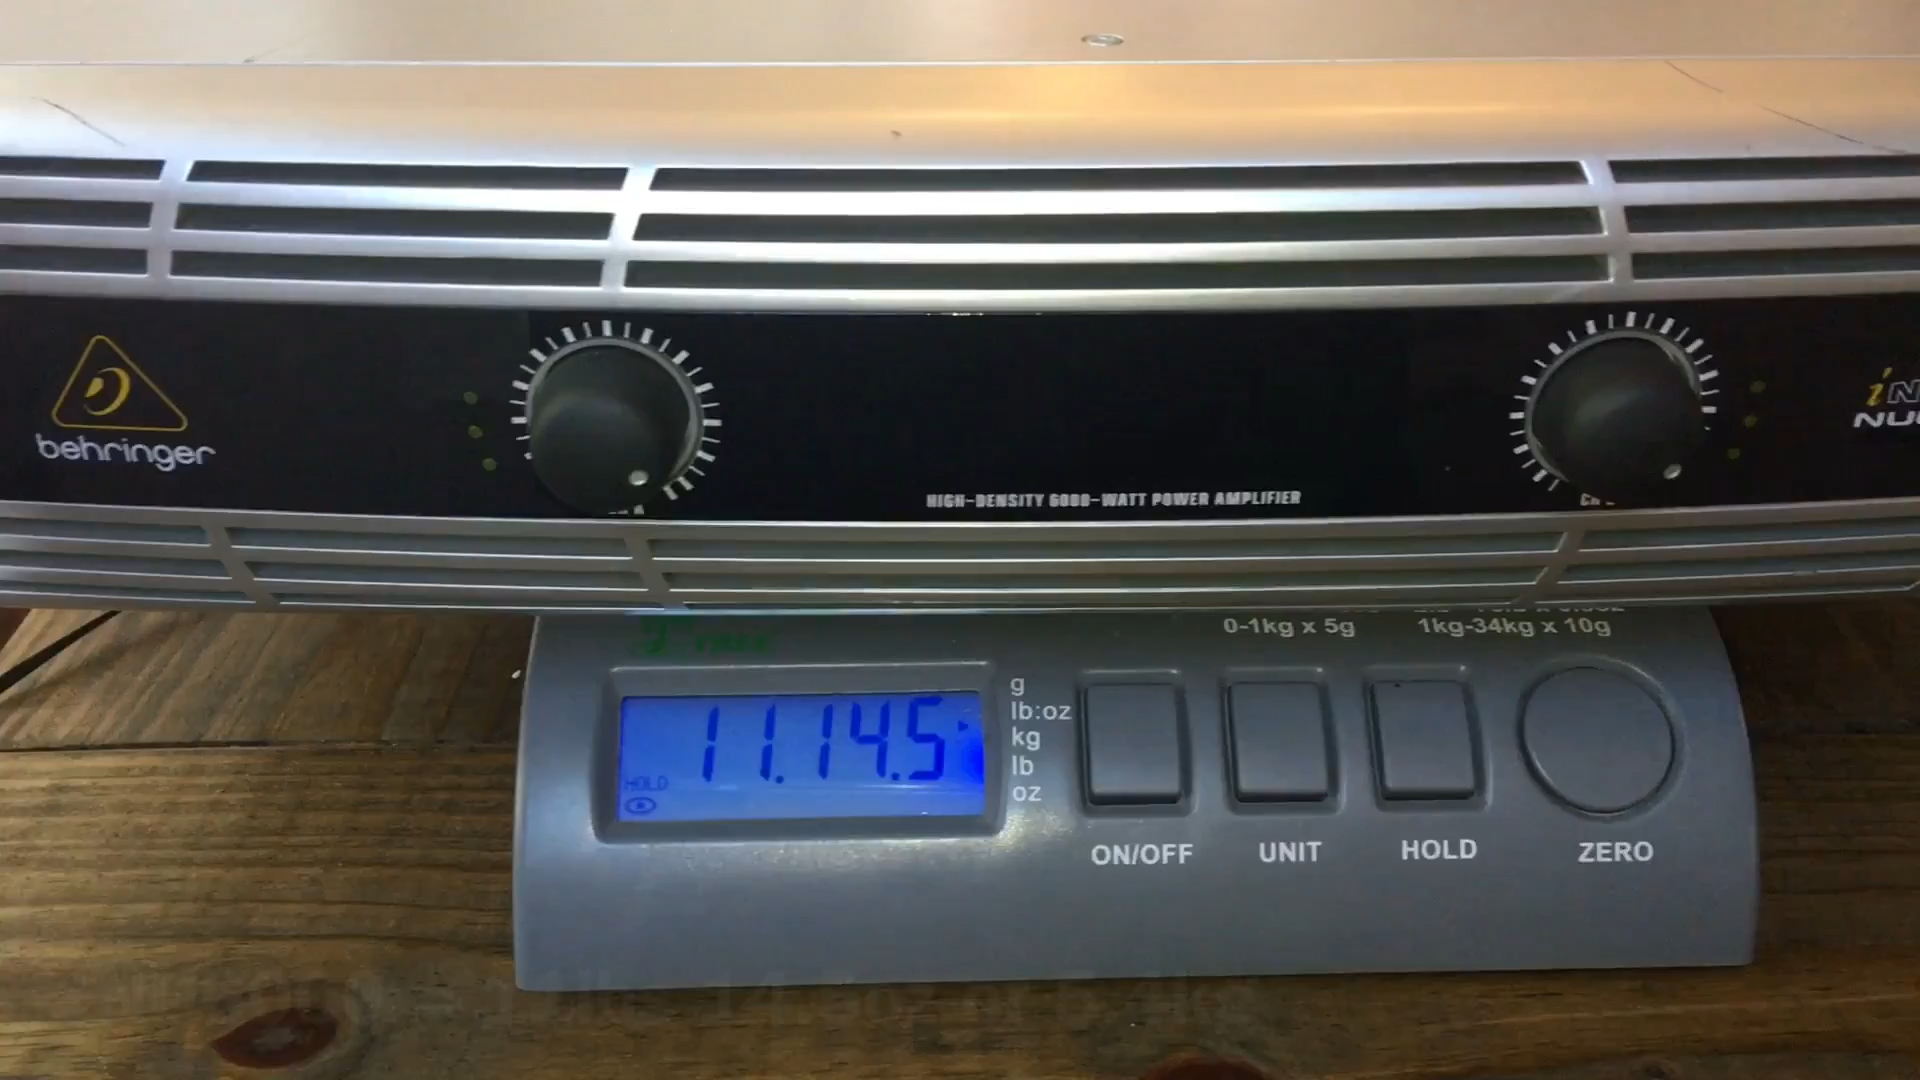 behringer
HIGH-DENSITY 6000-WATT POWER AMPLIFIER
0-1kg x 5g 1kg-34kg x 10g
11.14.5
HOLD
g
lb:oz
kg
lb
oz
ON/OFF UNIT HOLD ZERO